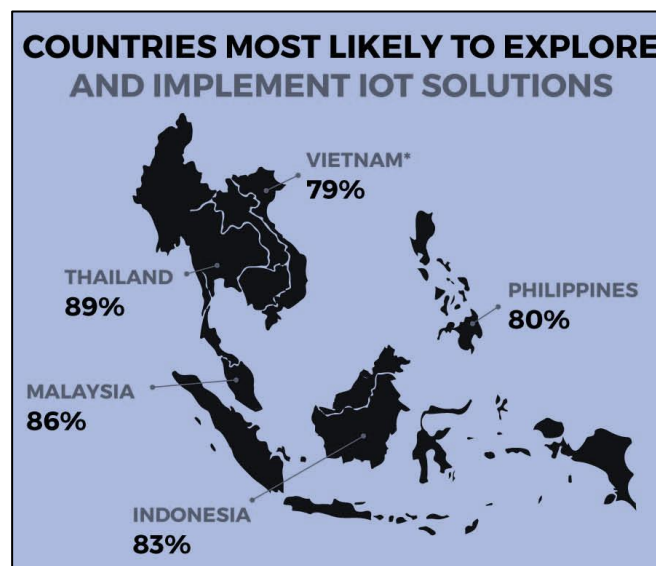 COUNTRIES MOST LIKELY TO EXPLORE
AND IMPLEMENT IOT SOLUTIONS
VIETNAM*
79%
THAILAND
89%
PHILIPPINES
80%
MALAYSIA
86%
INDONESIA
83%